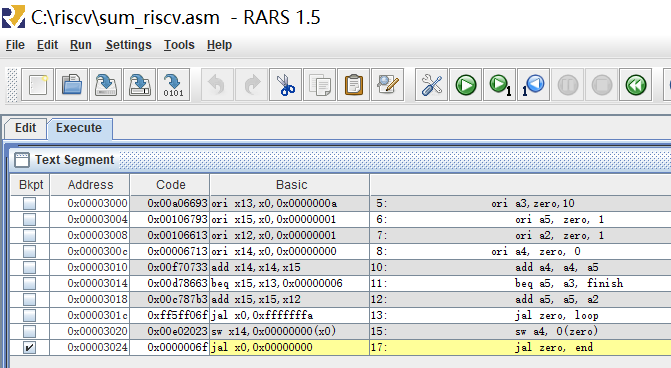 C:\riscv\sum_riscv.asm - RARS 1.5
File Edit Run Settings Tools Help
0101 1 1
Edit Execute
Text Segment
Bkpt Address Code Basic
0x00003000 0x00a06693 ori x13,x0,0x0000000a 5: ori a3,zero,10
0x00003004 0x00106793 ori x15,x0,0x00000001 6: ori a5, zero, 1
0x00003008 0x00106613 ori x12,x0,0x00000001 7: ori a2, zero, 1
0x0000300c 0x00006713 ori x14,x0,0x00000000 8: ori a4, zero, 0
0x00003010 0x00f70733 add x14,x14,x15 10: add a4, a4, a5
0x00003014 0x00d78663 beq x15,x13,0x00000006 11: beq a5, a3, finish
0x00003018 0x00c787b3 add x15,x15,x12 12: add a5, a5, a2
0x0000301c 0xff5ff06f jal x0,0xfffffffa 13: jal zero, loop
0x00003020 0x00e02023 sw x14,0x00000000(x0) 15: sw a4, 0(zero)
0x00003024 0x0000006f jal x0,0x00000000 17: jal zero, end